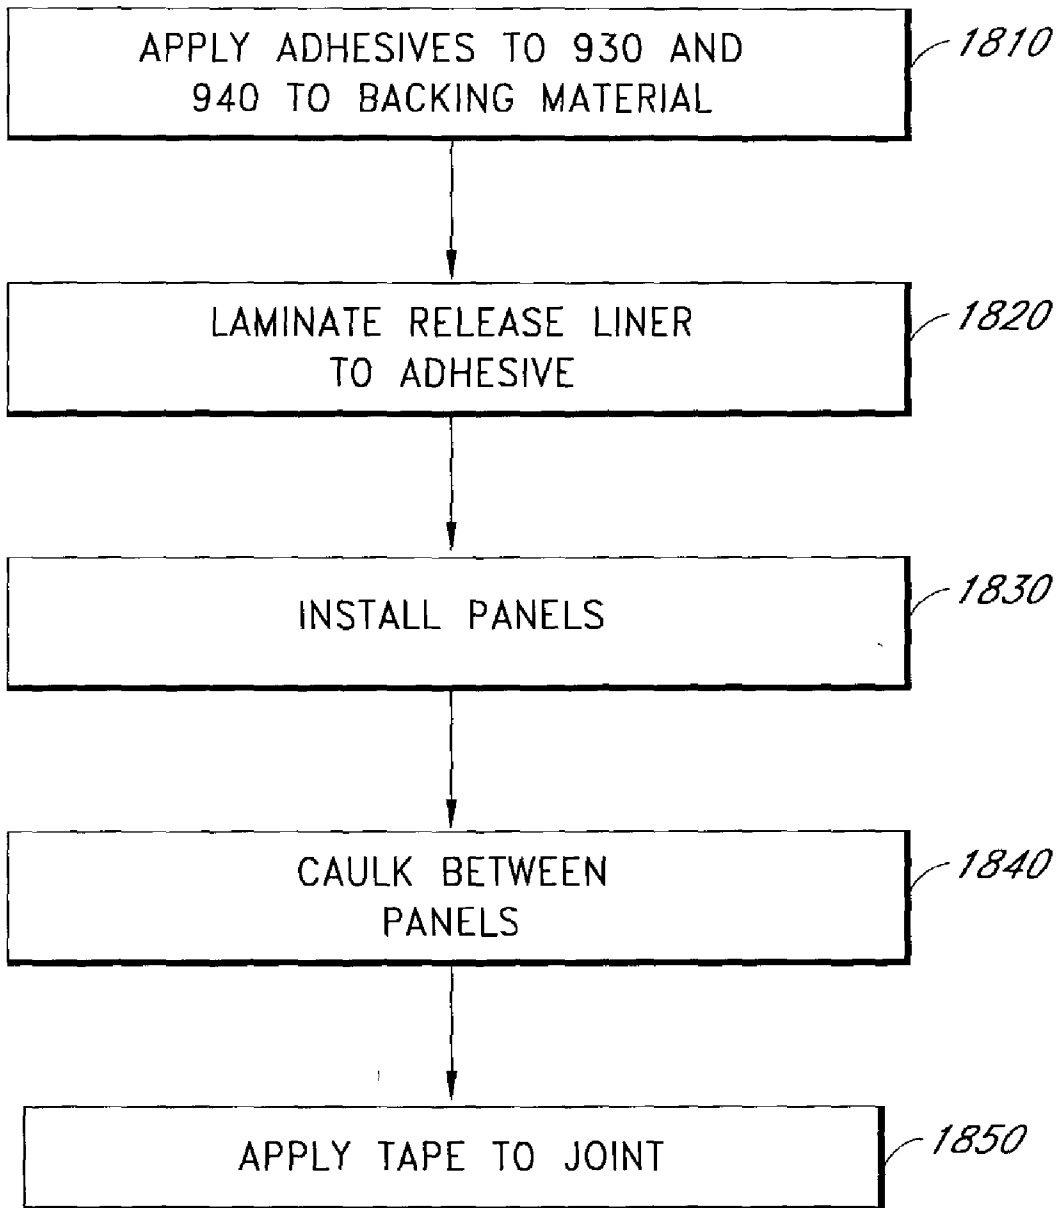 APPLY ADHESIVES TO 930 AND
940 TO BACKING MATERIAL
1810
LAMINATE RELEASE LINER
TO ADHESIVE
1820
INSTALL PANELS
1830
CAULK BETWEEN
PANELS
1840
APPLY TAPE TO JOINT
1850